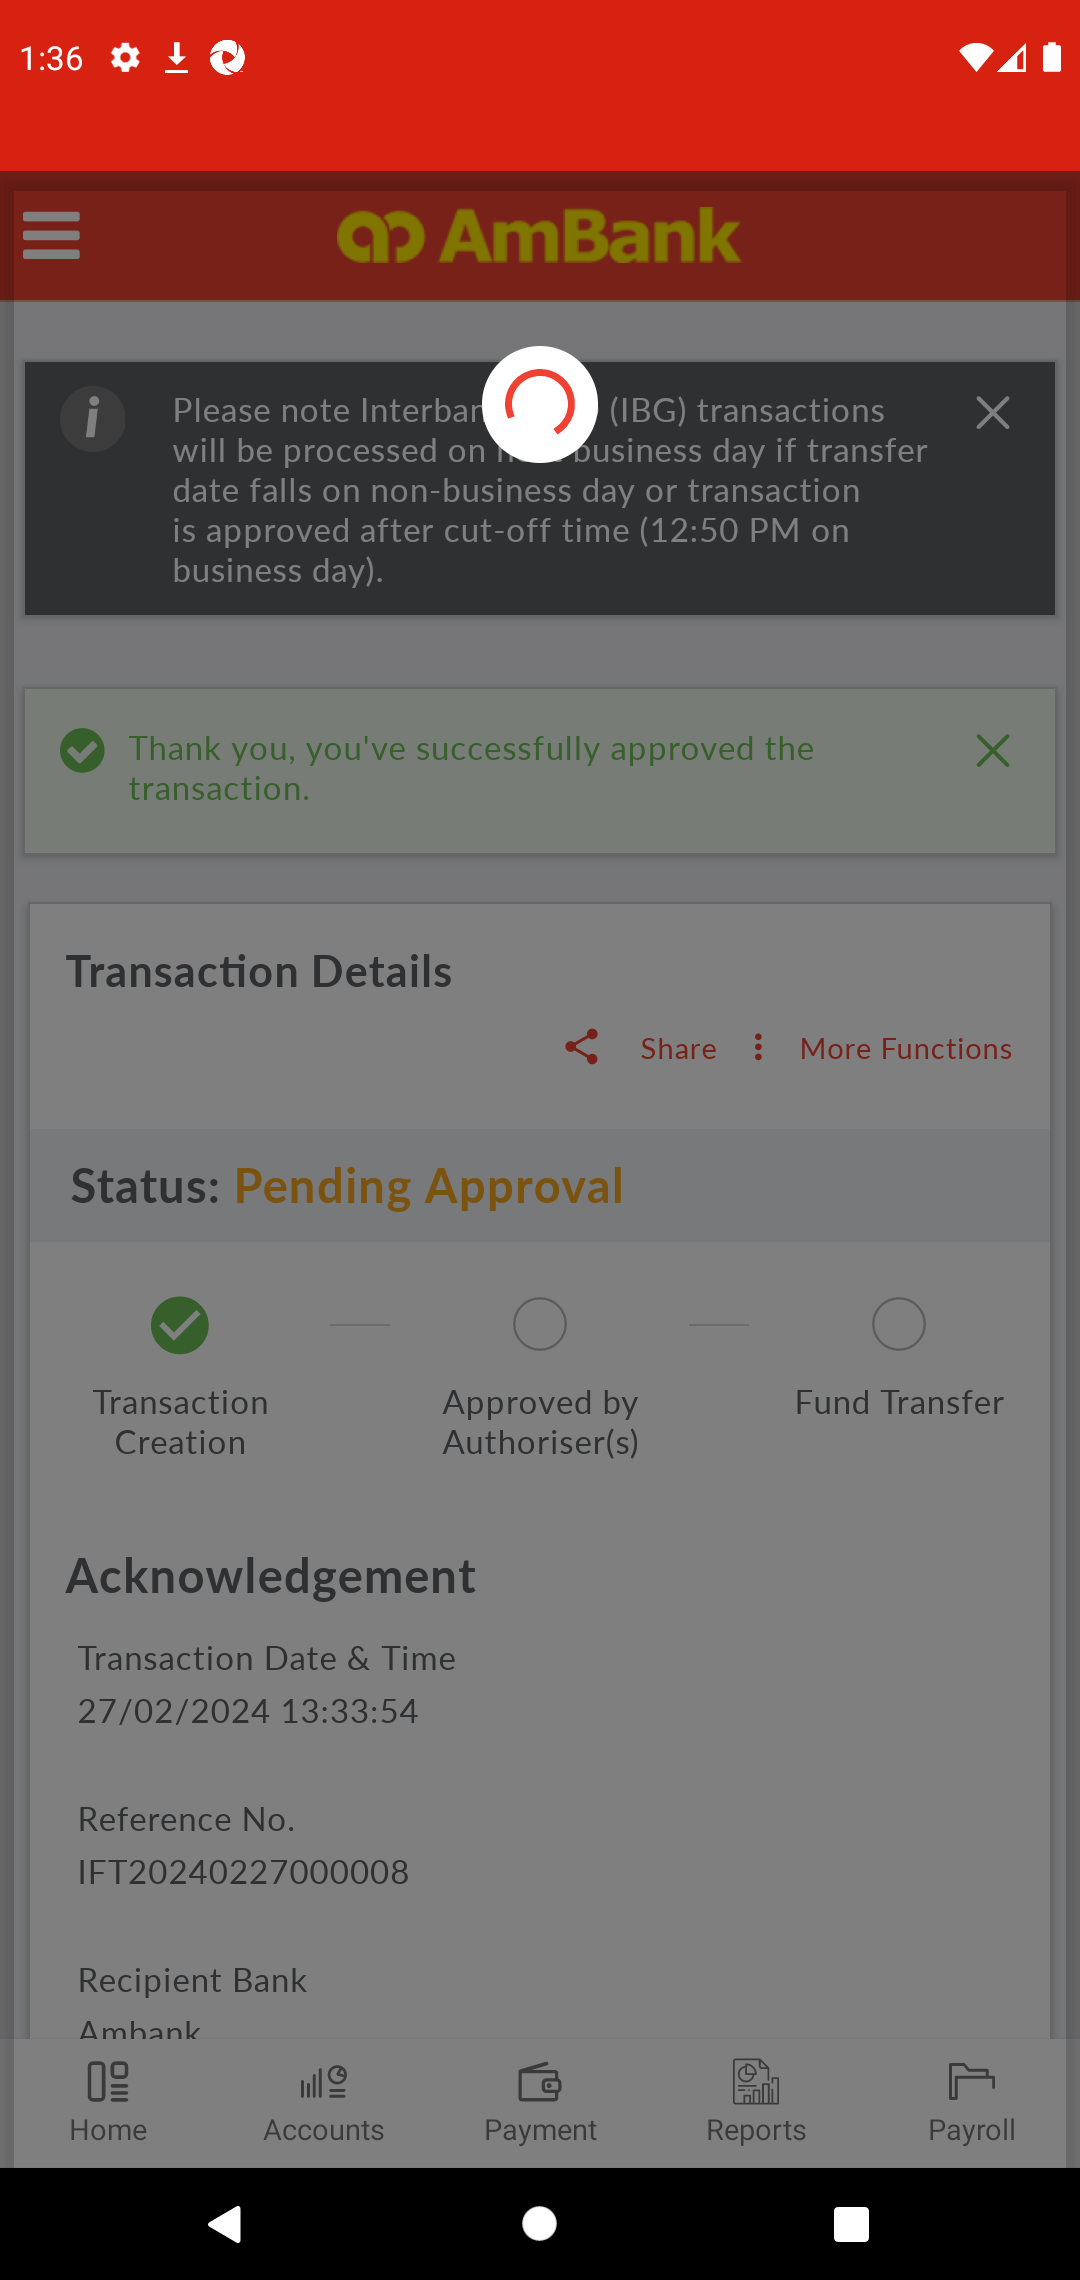 1:36
AmBank
Please note Interban (IBG) transactions
will be processed on business day if transfer
date falls on non-business day or transaction
is approved after cut-off time (12:50 PM on
business day).
Thank you, you've successfully approved the
transaction.
Transaction Details
Share
More Functions
Status: Pending Approval
Transaction
Creation
Approved by
Authoriser(s)
Fund Transfer
Acknowledgement
Transaction Date & Time
27/02/2024 13:33:54
Reference No.
IFT20240227000008
Recipient Bank
Ambank
Home
Accounts
Payment
Reports
Payroll